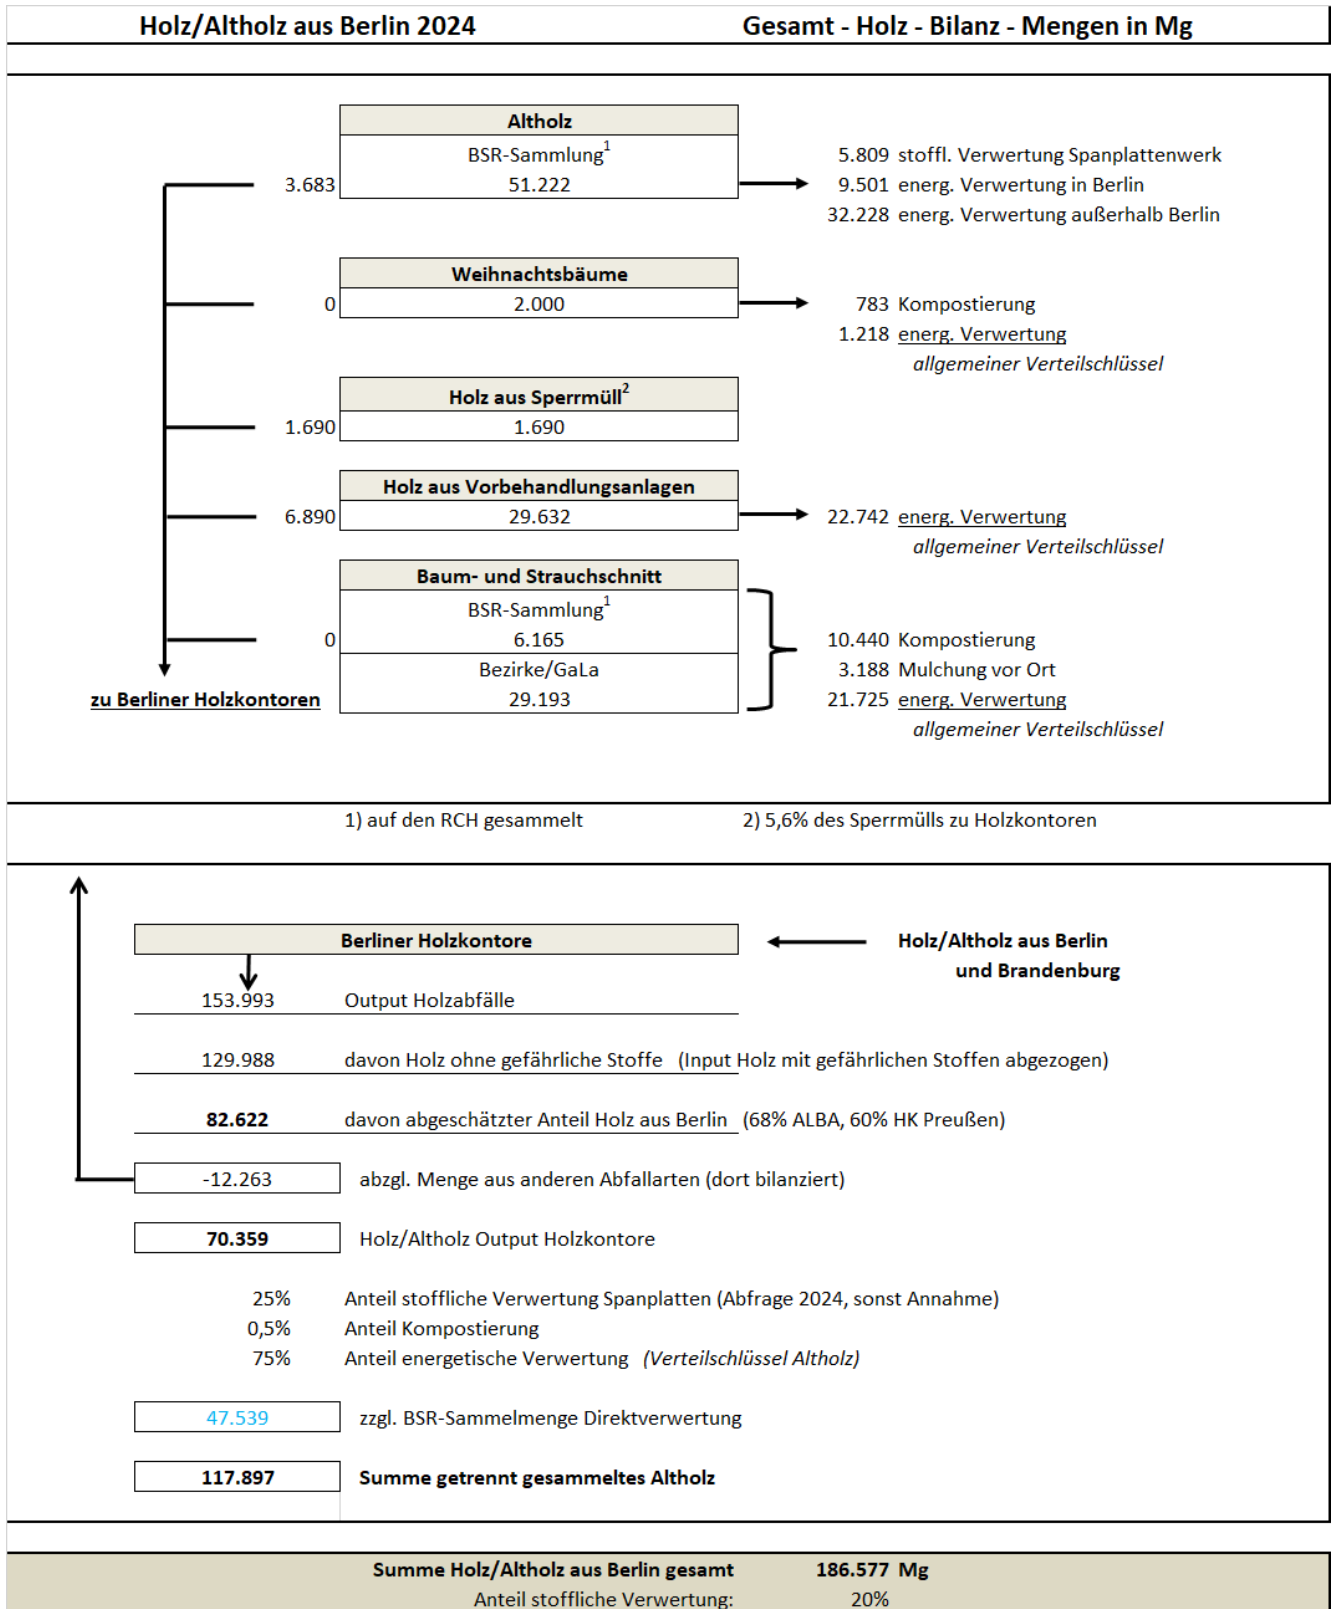 Holz/Altholz aus Berlin 2024 Gesamt - Holz - Bilanz - Mengen in Mg
Altholz
BSR-Sammlung1
5.809 stoffl. Verwertung Spanplattenwerk
3.683 51.222 9.501 energ. Verwertung in Berlin
32.228 energ. Verwertung außerhalb Berlin
Weihnachtsbäume
0 2.000 783 Kompostierung
1.218 energ. Verwertung
allgemeiner Verteilschlüssel
Holz aus Sperrmüll2
1.690 1.690
Holz aus Vorbehandlungsanlagen
6.890 29.632 22.742 energ. Verwertung
allgemeiner Verteilschlüssel
Baum- und Strauchschnitt
BSR-Sammlung1
0 6.165 10.440 Kompostierung
Bezirke/GaLa 3.188 Mulchung vor Ort
zu Berliner Holzkontoren 29.193 21.725 energ. Verwertung
allgemeiner Verteilschlüssel
1) auf den RCH gesammelt 2) 5,6% des Sperrmülls zu Holzkontoren
Berliner Holzkontore Holz/Altholz aus Berlin
und Brandenburg
153.993 Output Holzabfälle
129.988 davon Holz ohne gefährliche Stoffe (Input Holz mit gefährlichen Stoffen abgezogen)
82.622 davon abgeschätzter Anteil Holz aus Berlin (68% ALBA, 60% HK Preußen)
-12.263 abzgl. Menge aus anderen Abfallarten (dort bilanziert)
70.359 Holz/Altholz Output Holzkontore
25% Anteil stoffliche Verwertung Spanplatten (Abfrage 2024, sonst Annahme)
0,5% Anteil Kompostierung
75% Anteil energetische Verwertung (Verteilschlüssel Altholz)
47.539 zzgl. BSR-Sammelmenge Direktverwertung
117.897 Summe getrennt gesammeltes Altholz
Summe Holz/Altholz aus Berlin gesamt 186.577 Mg
Anteil stoffliche Verwertung: 20%